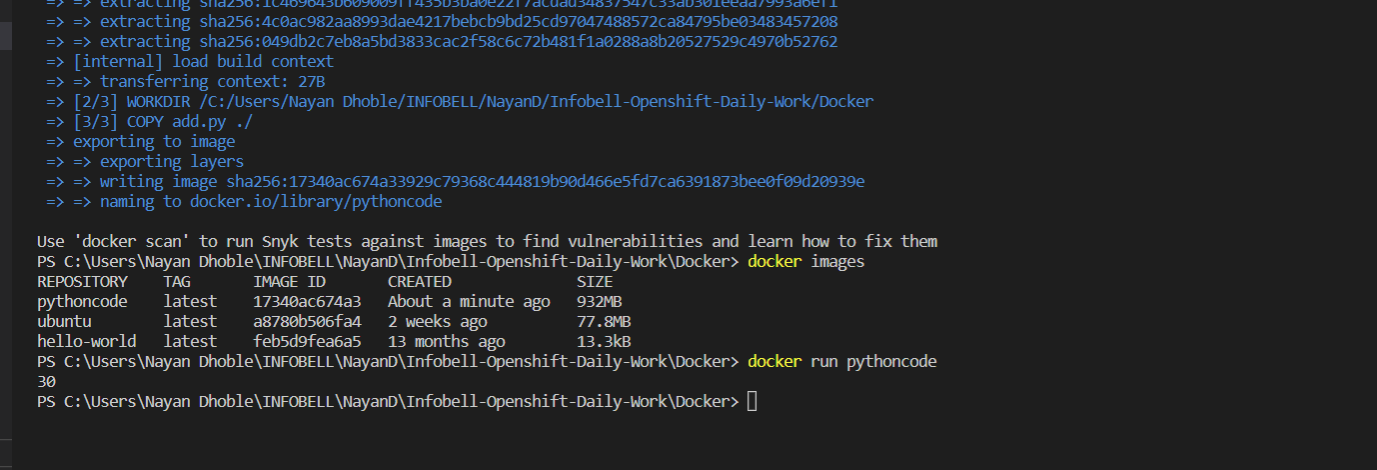 => => extracting sha256:1c469643b609009ff435b3ba0e22f7acdad34837547c33ab301eeaa7993a6ef1
=> => extracting sha256:4c0ac982aa8993dae4217bebcb9bd25cd97047488572ca84795be03483457208
=> => extracting sha256:049db2c7eb8a5bd3833cac2f58c6c72b481f1a0288a8b20527529c4970b52762
=> [internal] load build context
=> => transferring context: 27B
=> [2/3] WORKDIR /C:/Users/Nayan Dhoble/INFOBELL/NayanD/Infobell-Openshift-Daily-Work/Docker
=> [3/3] COPY add.py ./
=> exporting to image
=> => exporting layers
=> => writing image sha256:17340ac674a33929c79368c444819b90d466e5fd7ca6391873bee0f09d20939e
=> => naming to docker.io/library/pythoncode
Use 'docker scan' to run Snyk tests against images to find vulnerabilities and learn how to fix them
PS C:\Users\Nayan Dhoble\INFOBELL\NayanD\Infobell-Openshift-Daily-Work\Docker> docker images
REPOSITORY TAG IMAGE ID CREATED SIZE
pythoncode latest 17340ac674a3 About a minute ago 932MB
ubuntu latest a8780b506fa4 2 weeks ago 77.8MB
hello-world latest feb5d9fea6a5 13 months ago 13.3kB
PS C:\Users\Nayan Dhoble\INFOBELL\NayanD\Infobell-Openshift-Daily-Work\Docker> docker run pythoncode
30
PS C:\Users\Nayan Dhoble\INFOBELL\NayanD\Infobell-Openshift-Daily-Work\Docker>